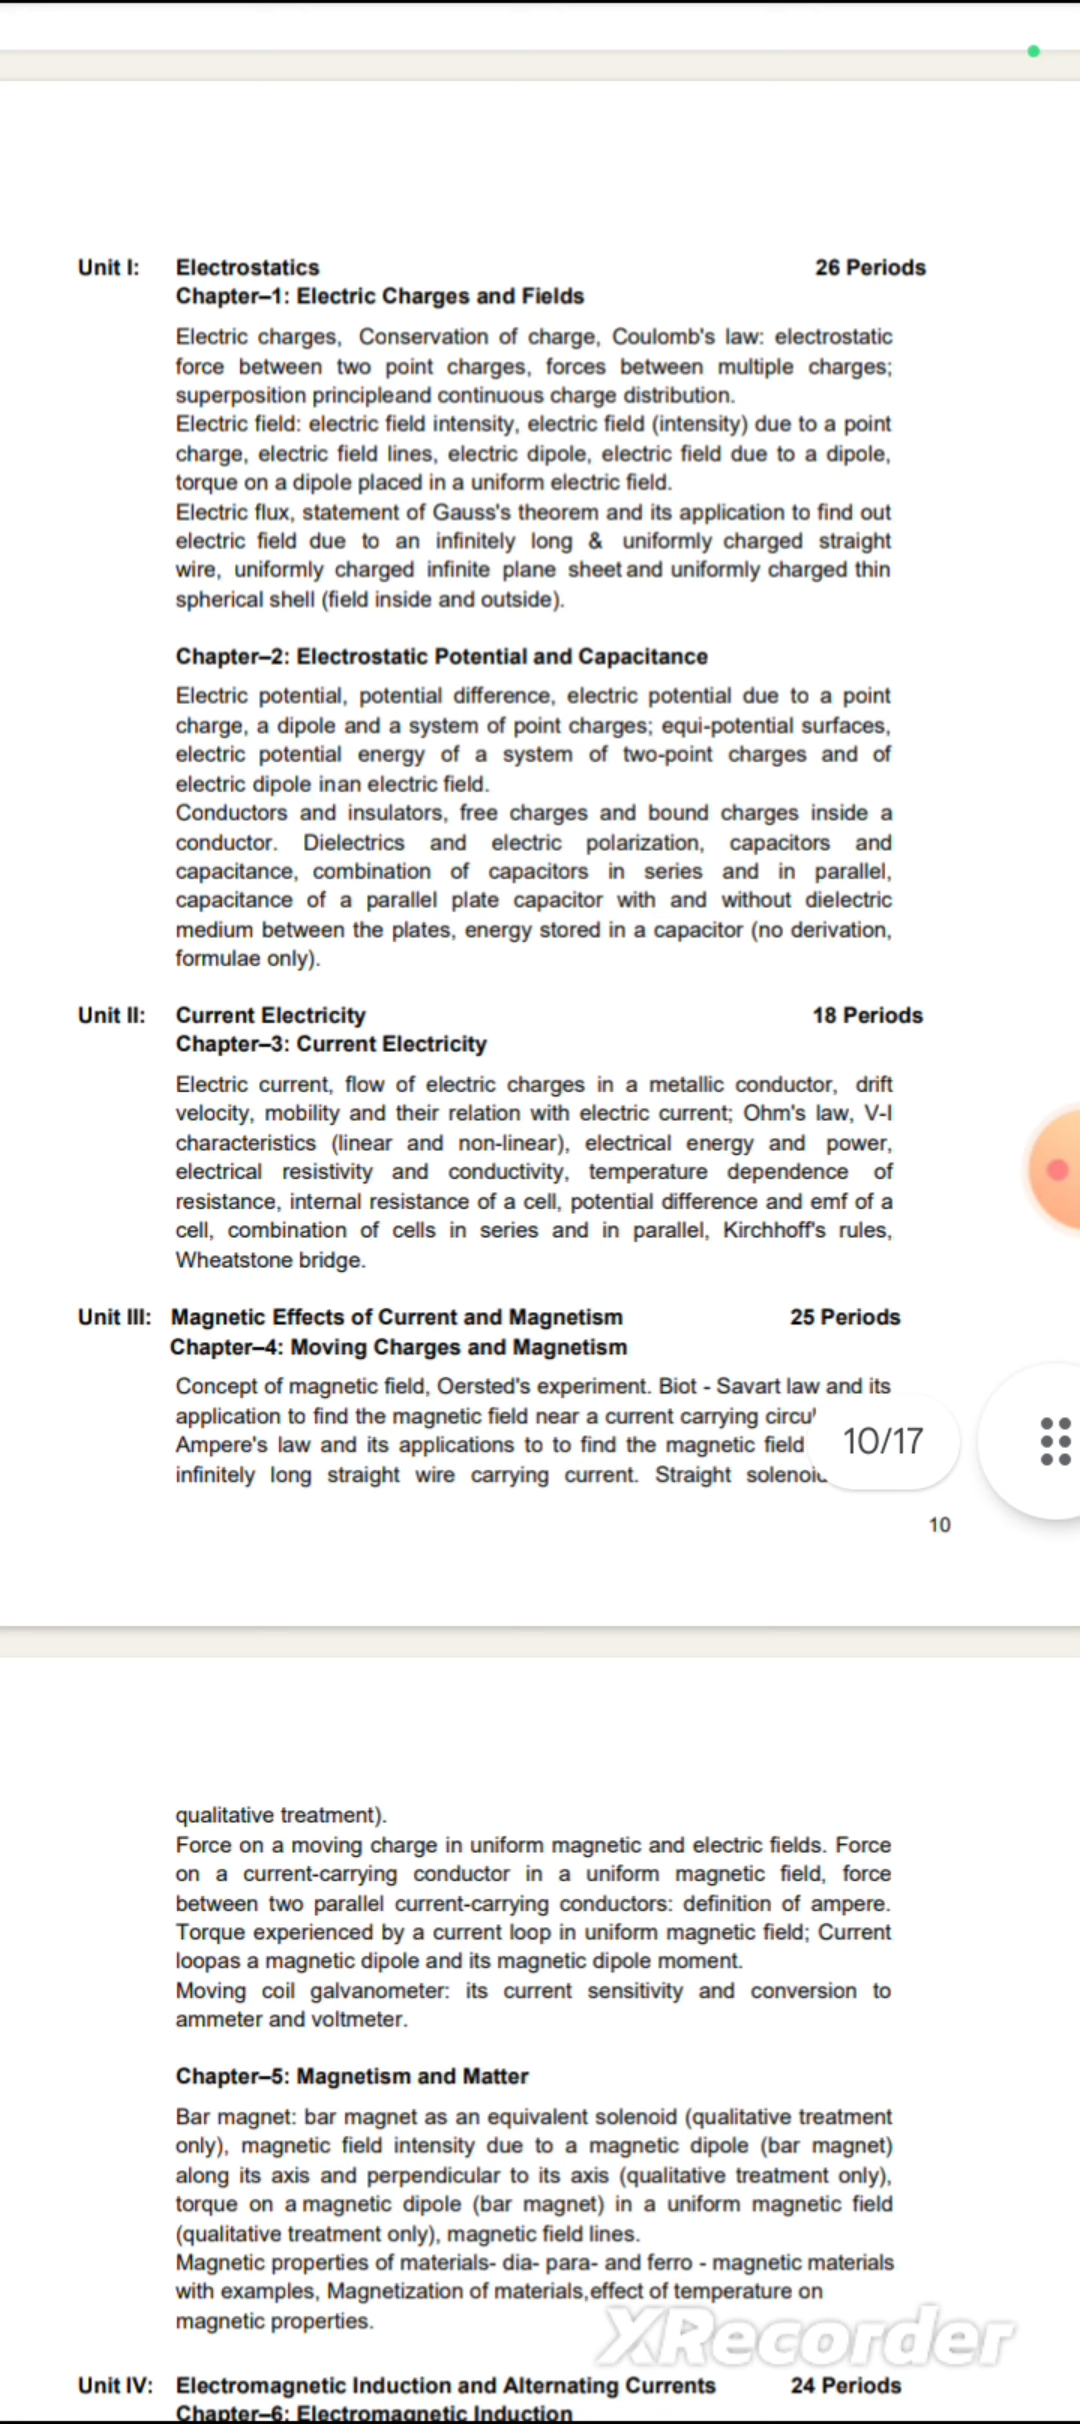 Unit I: Electrostatics 26 Periods
Chapter–1: Electric Charges and Fields
Electric charges, Conservation of charge, Coulomb's law: electrostatic
force between two point charges, forces between multiple charges;
superposition principleand continuous charge distribution.
Electric field: electric field intensity, electric field (intensity) due to a point
charge, electric field lines, electric dipole, electric field due to a dipole,
torque on a dipole placed in a uniform electric field.
Electric flux, statement of Gauss's theorem and its application to find out
electric field due to an infinitely long & uniformly charged straight
wire, uniformly charged infinite plane sheet and uniformly charged thin
spherical shell (field inside and outside).
Chapter–2: Electrostatic Potential and Capacitance
Electric potential, potential difference, electric potential due to a point
charge, a dipole and a system of point charges; equi-potential surfaces,
electric potential energy of a system of two-point charges and of
electric dipole inan electric field.
Conductors and insulators, free charges and bound charges inside a
conductor. Dielectrics and electric polarization, capacitors and
capacitance, combination of capacitors in series and in parallel,
capacitance of a parallel plate capacitor with and without dielectric
medium between the plates, energy stored in a capacitor (no derivation,
formulae only).
Unit II: Current Electricity 18 Periods
Chapter–3: Current Electricity
Electric current, flow of electric charges in a metallic conductor, drift
velocity, mobility and their relation with electric current; Ohm's law, V-I
characteristics (linear and non-linear), electrical energy and power,
electrical resistivity and conductivity, temperature dependence of
resistance, internal resistance of a cell, potential difference and emf of a
cell, combination of cells in series and in parallel, Kirchhoff's rules,
Wheatstone bridge.
Unit III: Magnetic Effects of Current and Magnetism 25 Periods
Chapter–4: Moving Charges and Magnetism
Concept of magnetic field, Oersted's experiment. Biot - Savart law and its
application to find the magnetic field near a current carrying
Ampere's law and its applications to to find the magnetic field
infinitely long straight wire carrying current. Straight
10/17
10
qualitative treatment).
Force on a moving charge in uniform magnetic and electric fields. Force
on a current-carrying conductor in a uniform magnetic field, force
between two parallel current-carrying conductors: definition of ampere.
Torque experienced by a current loop in uniform magnetic field; Current
loopas a magnetic dipole and its magnetic dipole moment.
Moving coil galvanometer: its current sensitivity and conversion to
ammeter and voltmeter.
Chapter–5: Magnetism and Matter
Bar magnet: bar magnet as an equivalent solenoid (qualitative treatment
only), magnetic field intensity due to a magnetic dipole (bar magnet)
along its axis and perpendicular to its axis (qualitative treatment only),
torque on a magnetic dipole (bar magnet) in a uniform magnetic field
(qualitative treatment only), magnetic field lines.
Magnetic properties of materials- dia- para- and ferro - magnetic materials
with examples, Magnetization of materials,effect of temperature on
magnetic properties.
XRecorder
Unit IV: Electromagnetic Induction and Alternating Currents 24 Periods
Chapter–6: Electromagnetic Induction